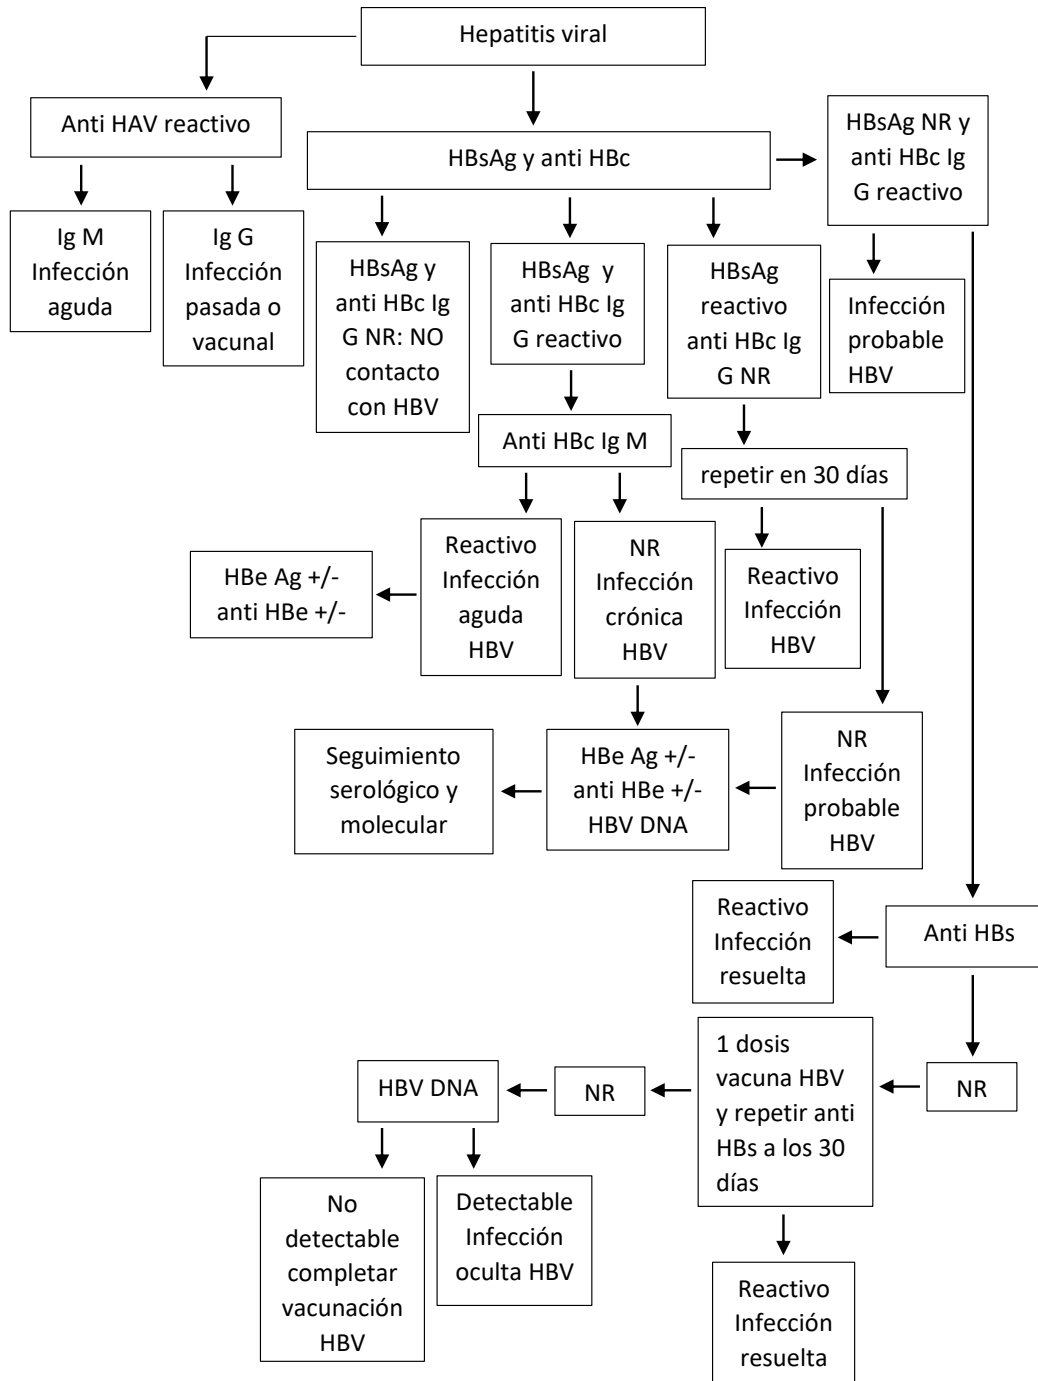 Hepatitis viral
Anti HAV reactivo
Ig M
Infección
aguda
Ig G
Infección
pasada o
vacunal
HBsAg y anti HBc
HBsAg NR y
anti HBc Ig
G reactivo
HBsAg y
anti HBc Ig
G NR: NO
contacto
con HBV
HBsAg y
anti HBc Ig
G reactivo
HBsAg
reactivo
anti HBc Ig
G NR
Infección
probable
HBV
Anti HBc Ig M
repetir en 30 días
HBe Ag +/-
anti HBe +/-
Reactivo
Infección
aguda
HBV
NR
Infección
crónica
HBV
Reactivo
Infección
HBV
Seguimiento
serológico y
molecular
HBe Ag +/-
anti HBe +/-
HBV DNA
NR
Infección
probable
HBV
Reactivo
Infección
resuelta
Anti HBs
HBV DNA
NR
1 dosis
vacuna HBV
y repetir anti
HBs a los 30
días
NR
No
detectable
completar
vacunación
HBV
Detectable
Infección
oculta HBV
Reactivo
Infección
resuelta